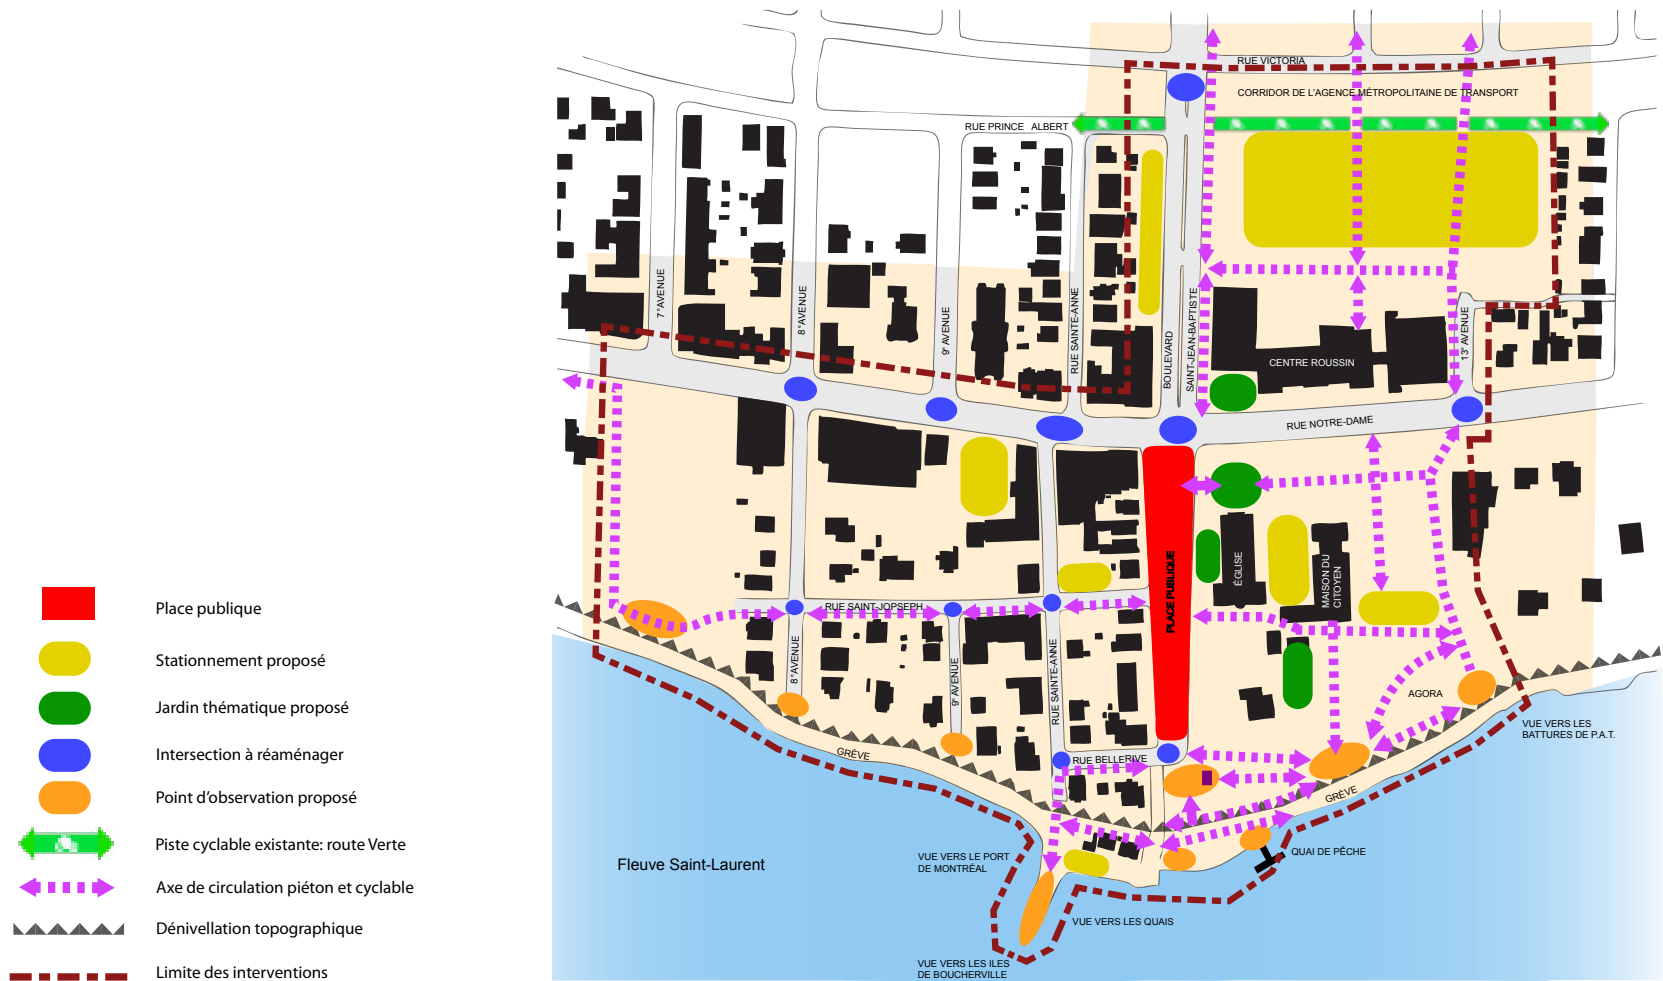 RUE VICTORIA
CORRIDOR DE L'AGENCE MÉTROPOLITAINE DE TRANSPORT
RUE PRINCE ALBERT
7e AVENUE
8e AVENUE
9e AVENUE
RUE SAINTE-ANNE
BOULEVARD
SAINT-JEAN-BAPTISTE
13e AVENUE
CENTRE ROUSSIN
RUE NOTRE-DAME
PLACE PUBLIQUE
ÉGLISE
MAISON DU
CITOYEN
RUE SAINT-JOPSEPH
8e AVENUE
9e AVENUE
RUE SAINTE-ANNE
AGORA
VUE VERS LES
BATTURES DE P.A.T.
GRÈVE
RUE BELLERIVE
GRÈVE
QUAI DE PÊCHE
VUE VERS LE PORT
DE MONTRÉAL
Fleuve Saint-Laurent
VUE VERS LES QUAIS
VUE VERS LES ILES
DE BOUCHERVILLE
Place publique
Stationnement proposé
Jardin thématique proposé
Intersection à réaménager
Point d'observation proposé
Piste cyclable existante: route Verte
Axe de circulation piéton et cyclable
Dénivellation topographique
Limite des interventions